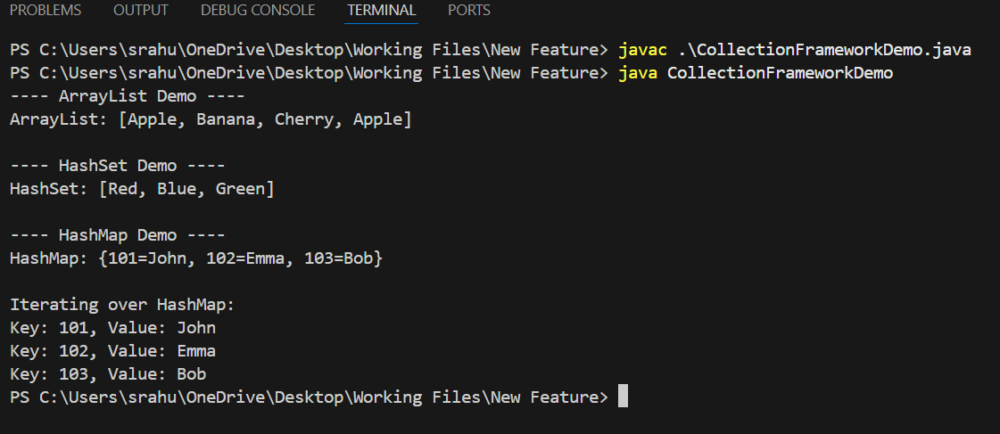 PROBLEMS OUTPUT DEBUG CONSOLE TERMINAL PORTS
PS C:\Users\srahu\OneDrive\Desktop\Working Files\New Feature> javac .\CollectionFrameworkDemo.java
PS C:\Users\srahu\OneDrive\Desktop\Working Files\New Feature> java CollectionFrameworkDemo
---- ArrayList Demo ----
ArrayList: [Apple, Banana, Cherry, Apple]
---- HashSet Demo ----
HashSet: [Red, Blue, Green]
---- HashMap Demo ----
HashMap: {101=John, 102=Emma, 103=Bob}
Iterating over HashMap:
Key: 101, Value: John
Key: 102, Value: Emma
Key: 103, Value: Bob
PS C:\Users\srahu\OneDrive\Desktop\Working Files\New Feature>